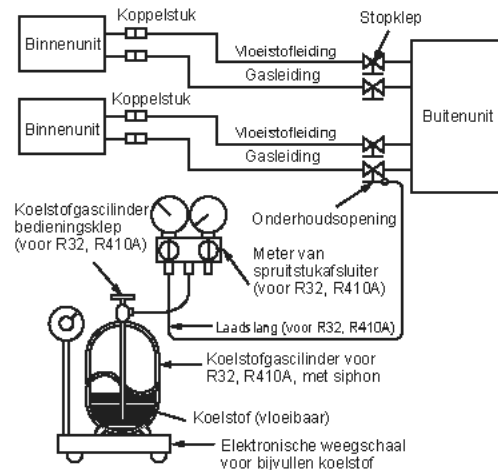 Koppelstuk
Stopklep
Binnenunit
Vloeistofleiding
Gasleiding
Koppelstuk
Binnenunit
Vloeistofleiding
Gasleiding
Buitenunit
Koelstofgascilinder
bedieningsklep
(voor R32, R410A)
Onderhoudsopening
Meter van
spruitstukafsluiter
(voor R32, R410A)
Laadslang (voor R32, R410A)
Koelstofgascilinder voor
R32, R410A, met siphon
Koelstof (vloeibaar)
Elektronische weegschaal
voor bijvullen koelstof